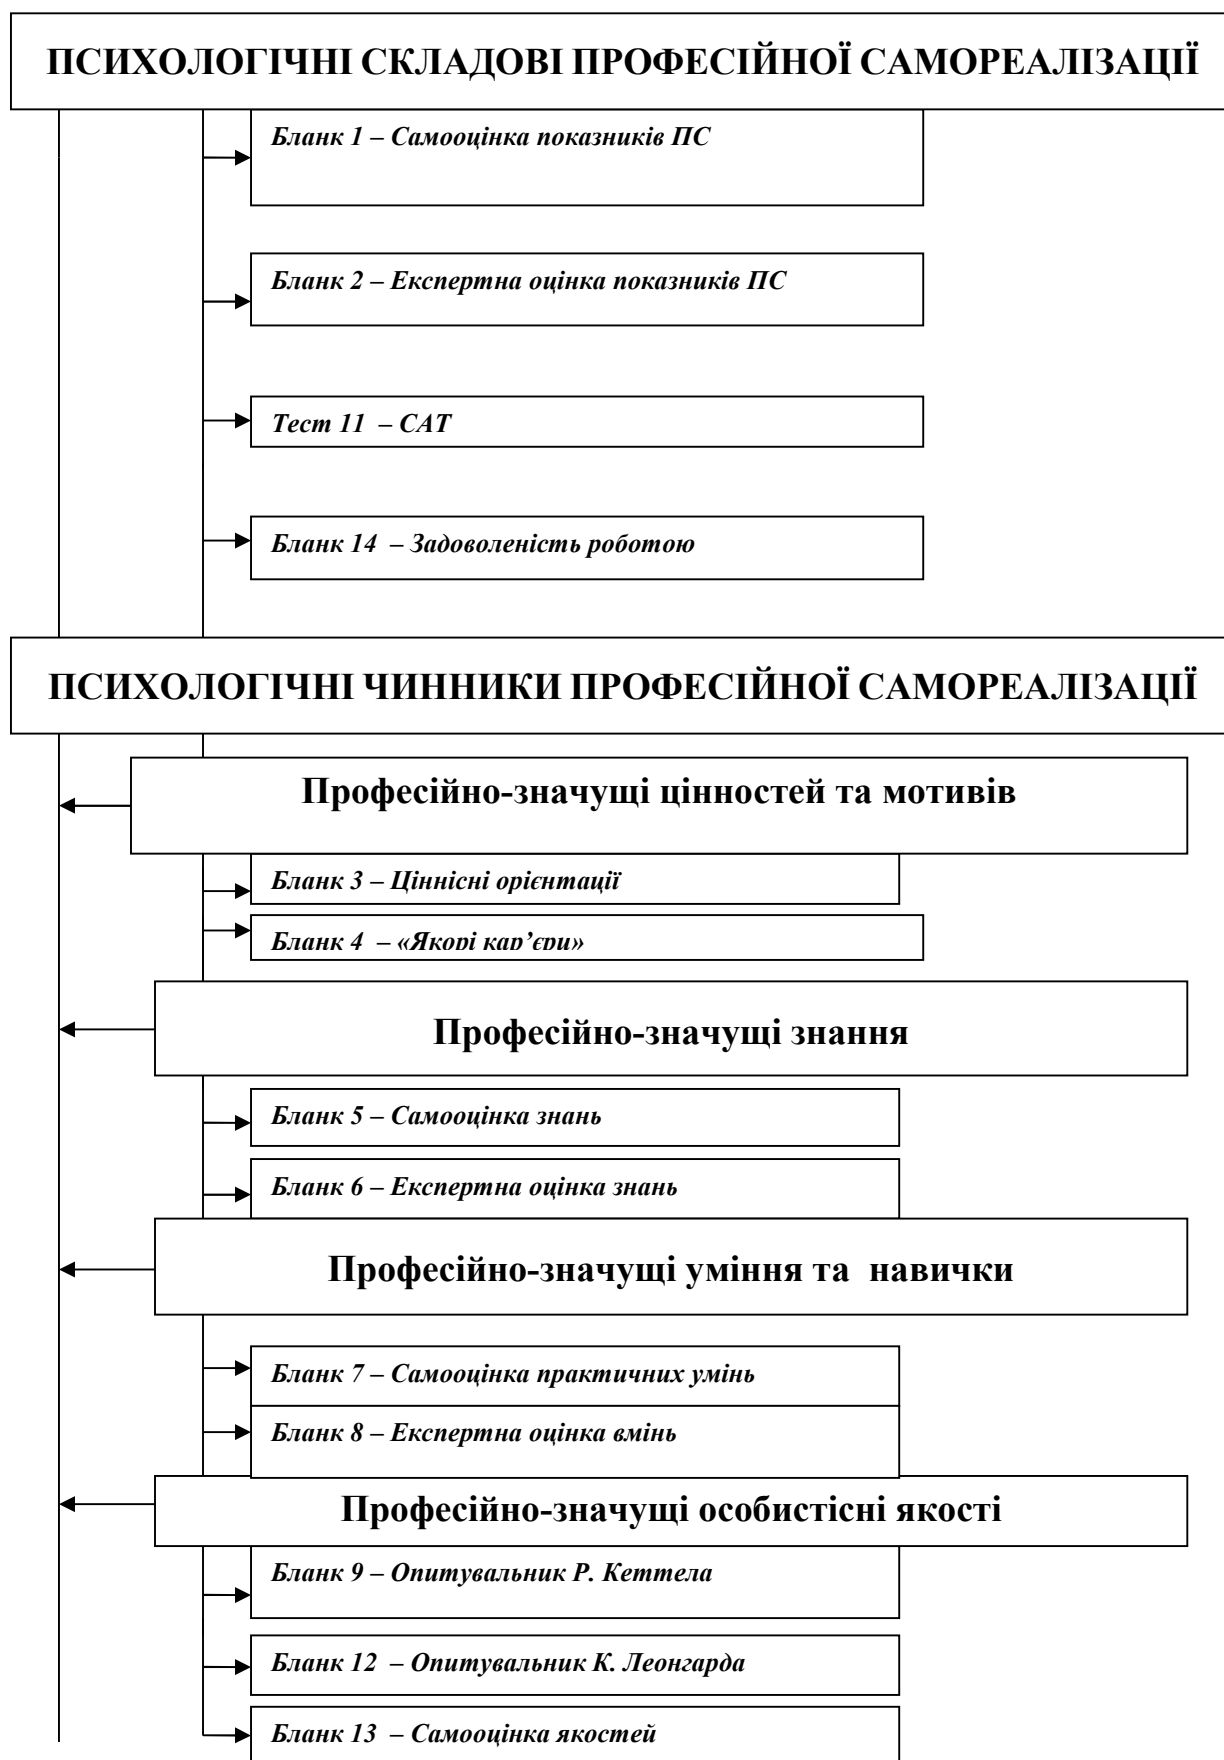 ПСИХОЛОГІЧНІ СКЛАДОВІ ПРОФЕСІЙНОЇ САМОРЕАЛІЗАЦІЇ
Бланк 1 – Самооцінка показників ПС
Бланк 2 – Експертна оцінка показників ПС
Тест 11 – САТ
Бланк 14 – Задоволеність роботою
ПСИХОЛОГІЧНІ ЧИННИКИ ПРОФЕСІЙНОЇ САМОРЕАЛІЗАЦІЇ
Професійно-значущі цінностей та мотивів
Бланк 3 – Ціннісні орієнтації
Бланк 4 – «Якорі кар’єри»
Професійно-значущі знання
Бланк 5 – Самооцінка знань
Бланк 6 – Експертна оцінка знань
Професійно-значущі уміння та навички
Бланк 7 – Самооцінка практичних умінь
Бланк 8 – Експертна оцінка вмінь
Професійно-значущі особистісні якості
Бланк 9 – Опитувальник Р. Кеттела
Бланк 12 – Опитувальник К. Леонгарда
Бланк 13 – Самооцінка якостей